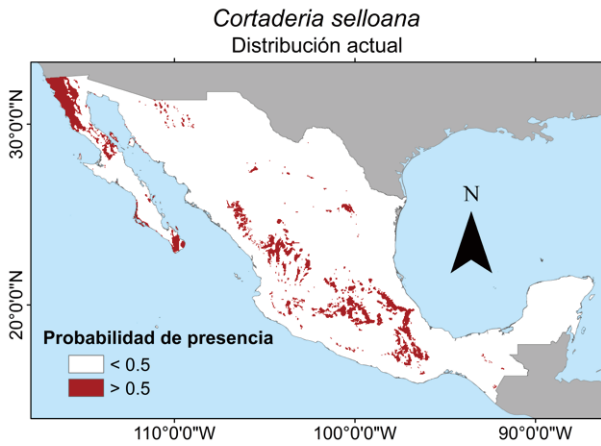 Cortaderia selloana
Distribución actual
30°0'0"N
20°0'0"N
N
Probabilidad de presencia
< 0.5
> 0.5
110°0'0"W
100°0'0"W
90°0'0"W